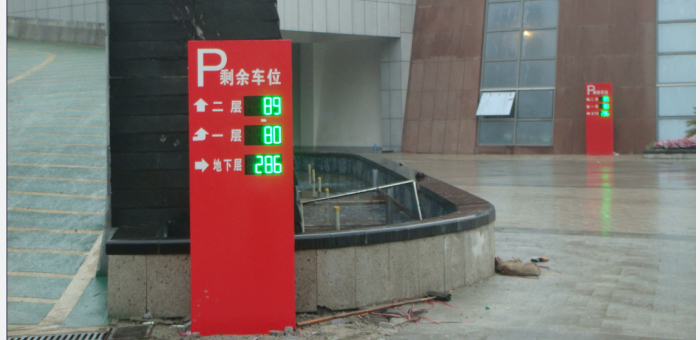 P剩余车位
二层 89
一层 80
地下层 286